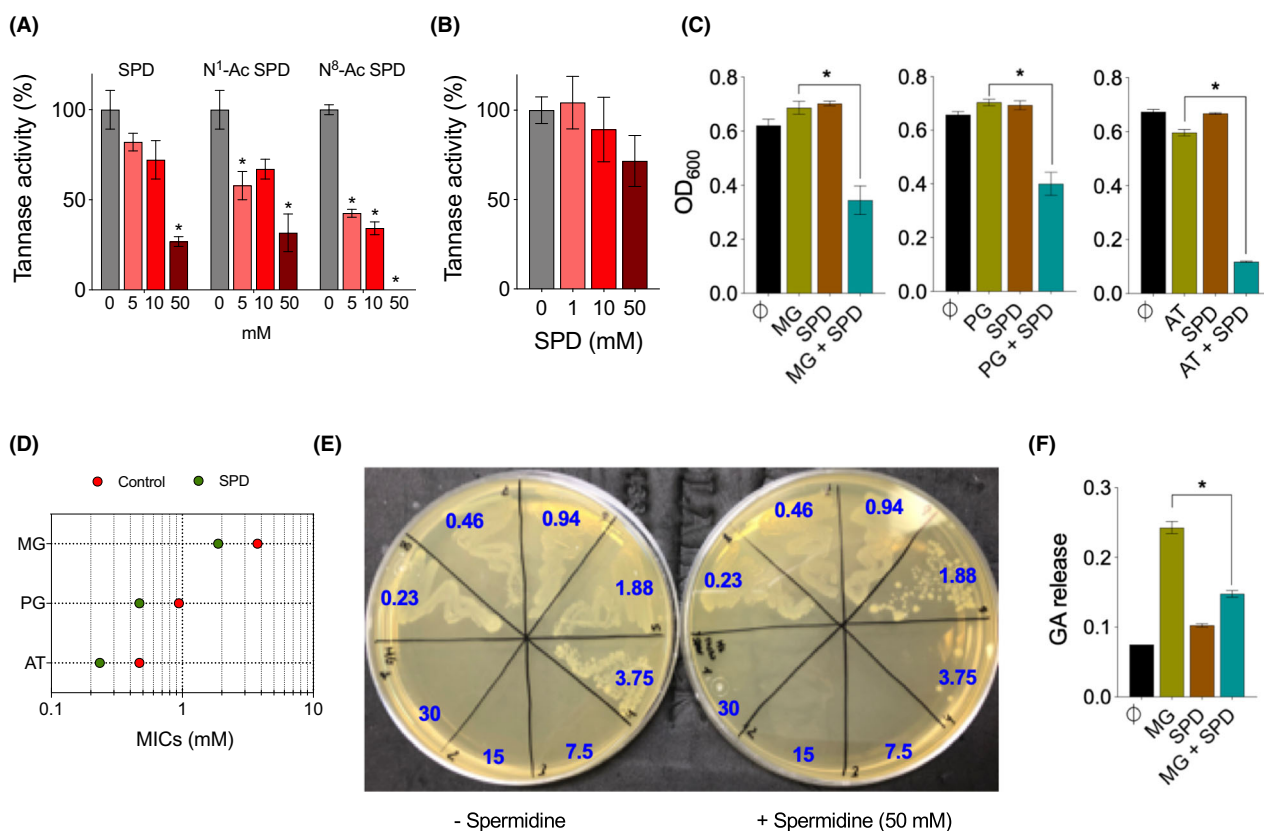 (A)
SPD N¹-Ac SPD N⁸-Ac SPD
Tannase activity (%)
100
50
0
0 5 10 50 0 5 10 50 0 5 10 50
* * * * * *
mM
(B)
Tannase activity (%)
100
50
0
0 1 10 50
SPD (mM)
(C)
OD600
0.8
0.6
0.4
0.2
0.0
*
ϕ MG SPD MG + SPD
0.8
0.6
0.4
0.2
0.0
*
ϕ PG SPD PG + SPD
0.8
0.6
0.4
0.2
0.0
*
ϕ AT SPD AT + SPD
(D)
Control SPD
MG
PG
AT
0.1 1 10
MICs (mM)
(E)
0.46 0.94
0.23 1.88
3.75
30 15 7.5
- Spermidine
0.46 0.94
0.23 1.88
3.75
30 15 7.5
+ Spermidine (50 mM)
(F)
GA release
0.3
0.2
0.1
0.0
*
ϕ MG SPD MG + SPD